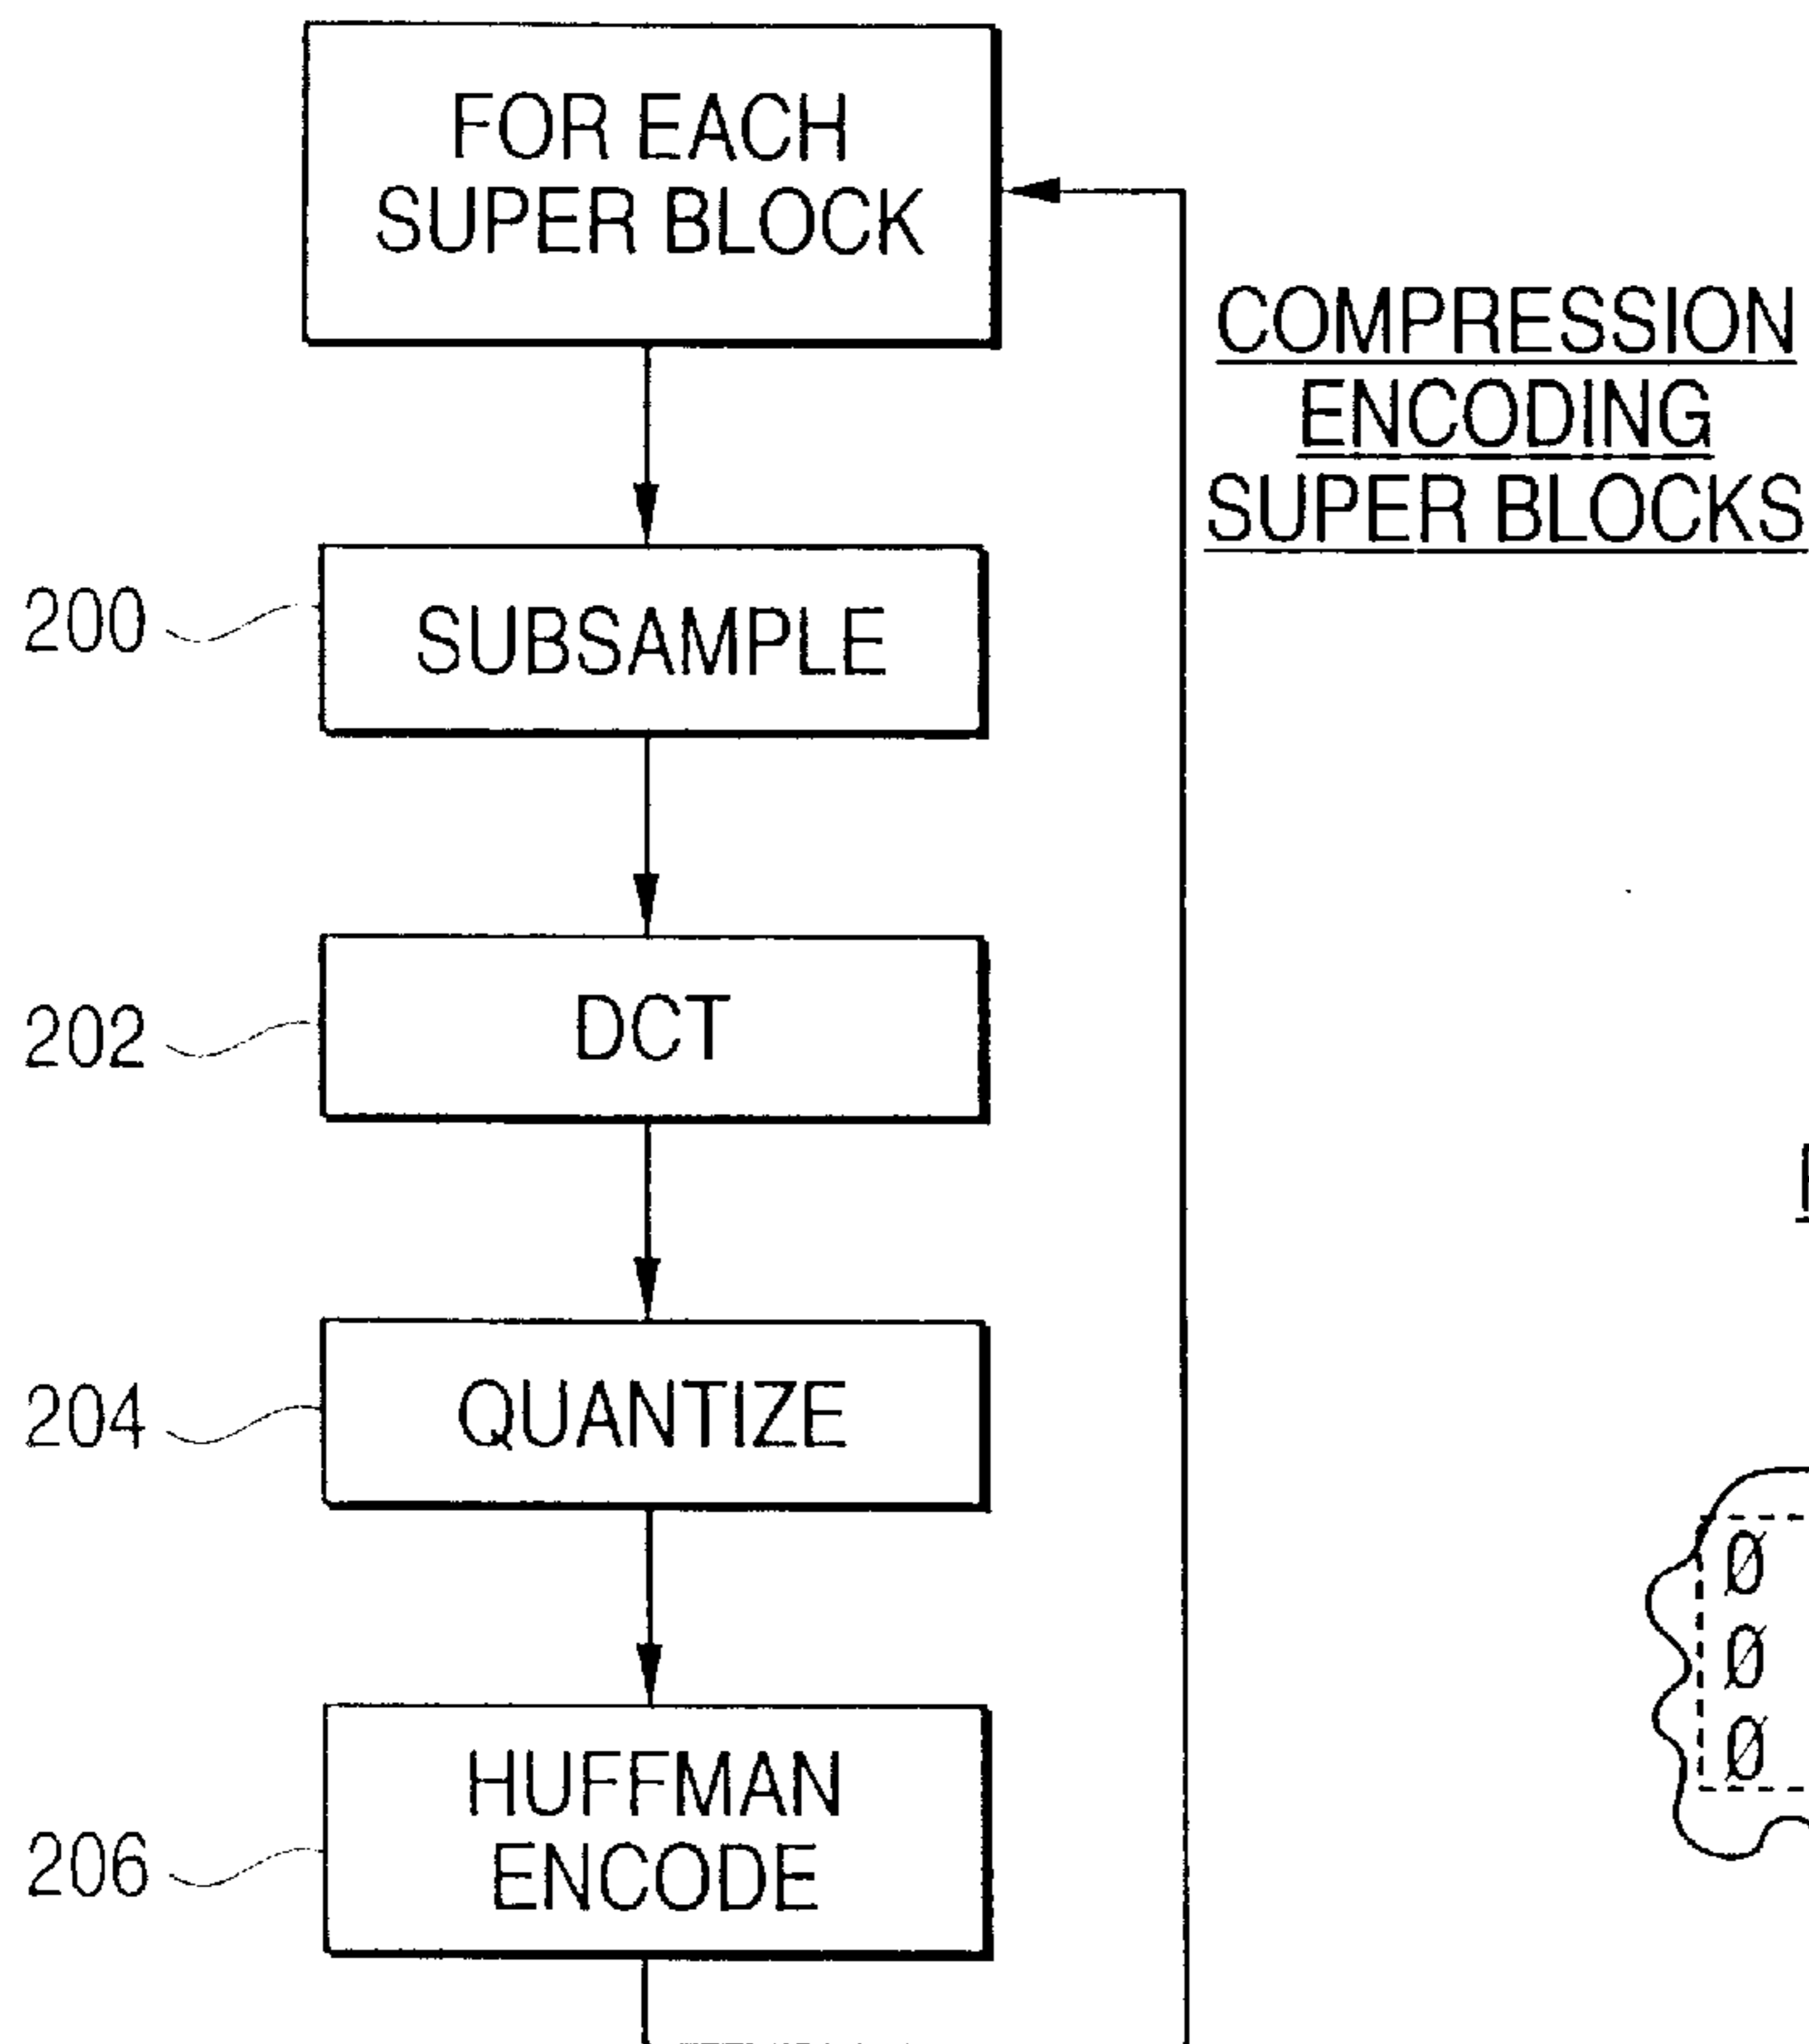 FOR EACH
SUPER BLOCK
COMPRESSION
ENCODING
SUPER BLOCKS
200
SUBSAMPLE
202
DCT
204
QUANTIZE
Ø
Ø
Ø
206
HUFFMAN
ENCODE